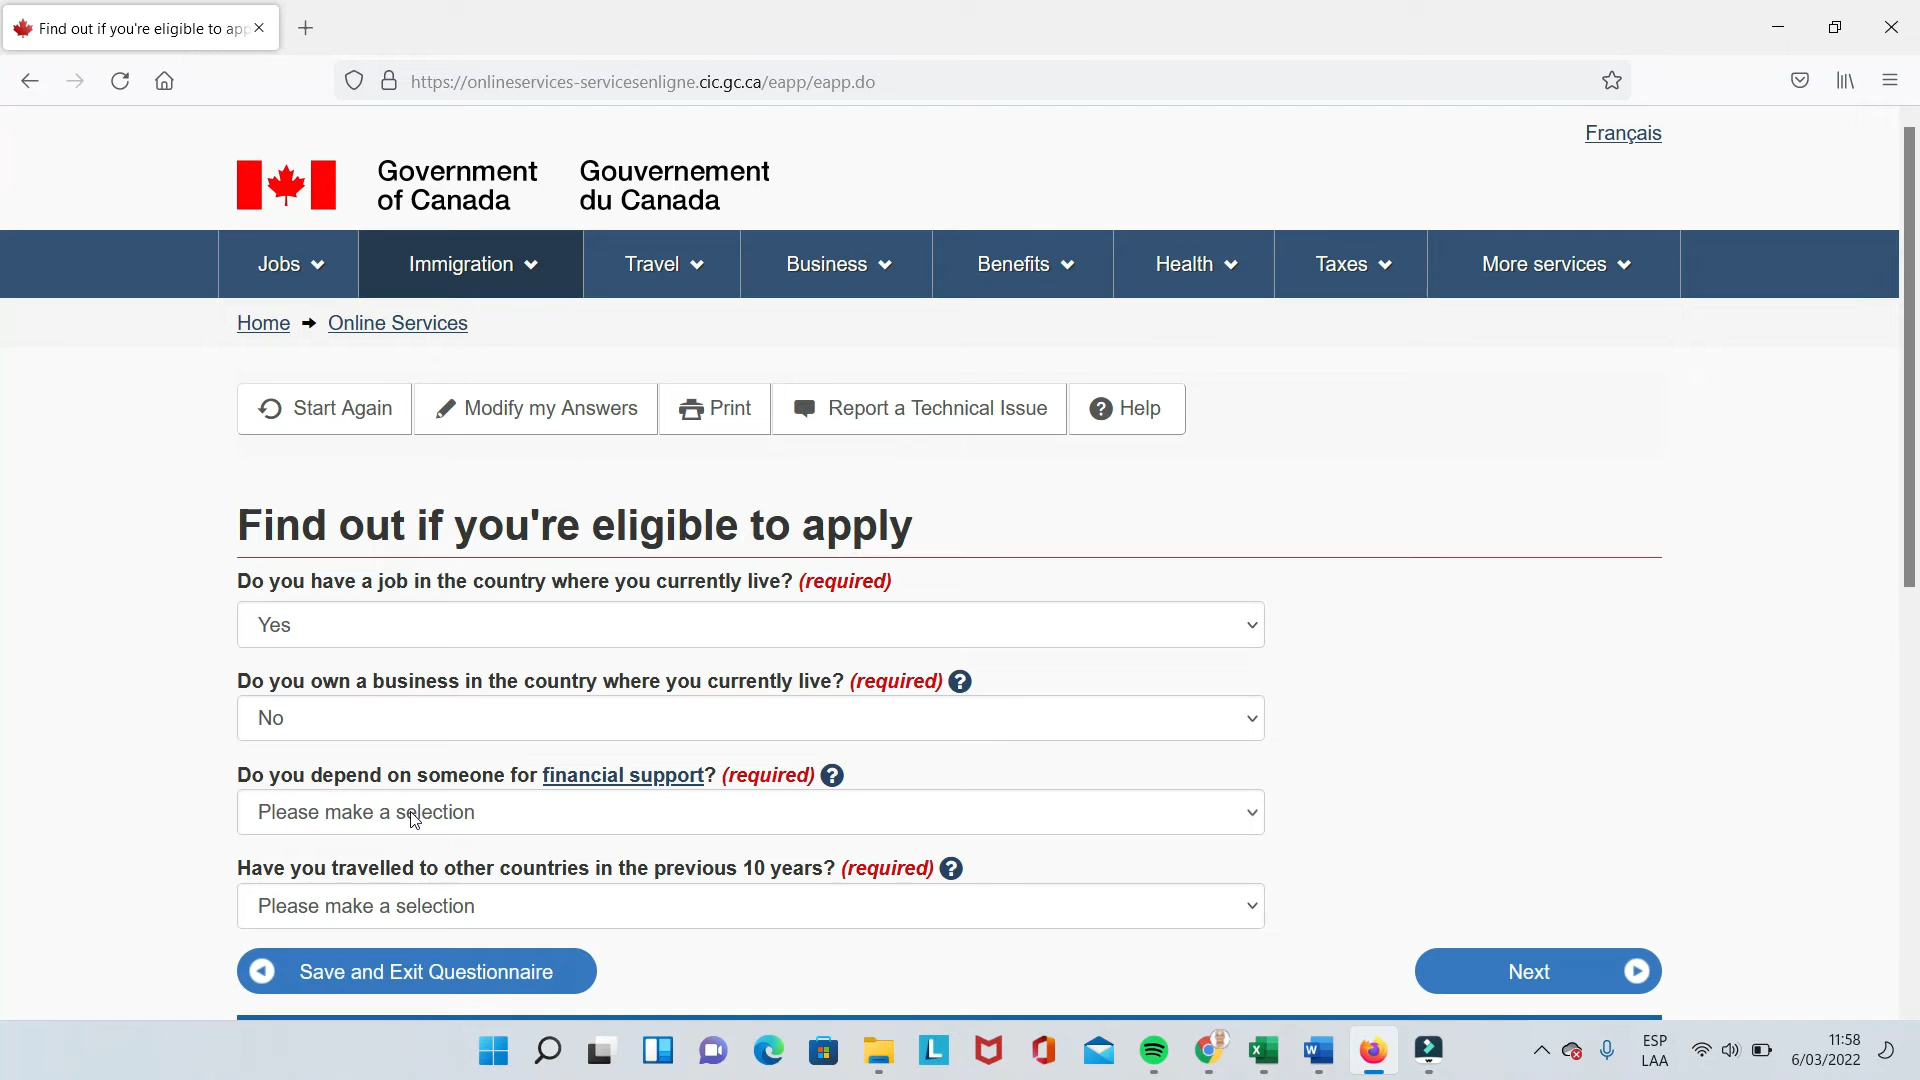 Find out if you're eligible to app
https://onlineservices-servicesenligne.cic.gc.ca/eapp/eapp.do
Français
Government of Canada
Gouvernement du Canada
Jobs Immigration Travel Business Benefits Health Taxes More services
Home Online Services
Start Again Modify my Answers Print Report a Technical Issue ? Help
Find out if you're eligible to apply
Do you have a job in the country where you currently live? (required)
Yes
Do you own a business in the country where you currently live? (required) ?
No
Do you depend on someone for financial support? (required) ?
Please make a selection
Have you travelled to other countries in the previous 10 years? (required) ?
Please make a selection
Save and Exit Questionnaire Next
L X W
ESP
LAA
11:58
6/03/2022